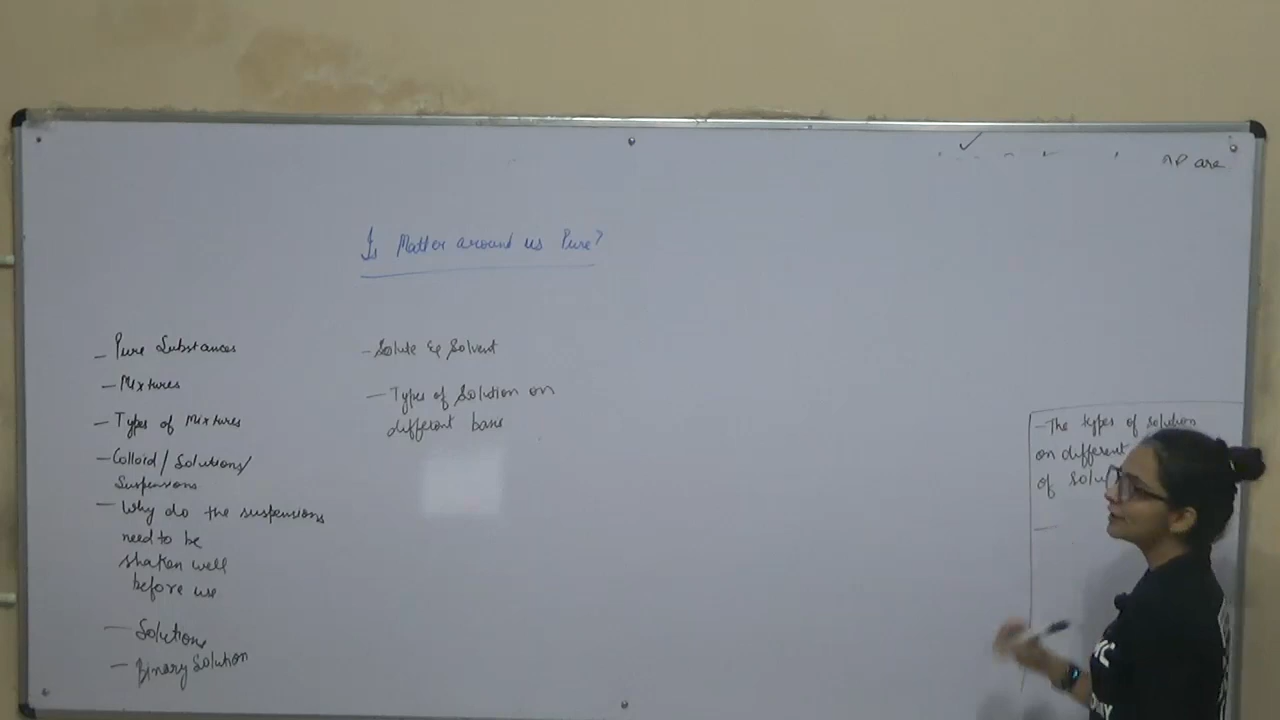 are
Is Matter around us Pure?
- Pure Substances
- Mixtures
- Types of Mixtures
- Colloid / Solutions /
Suspensions
- Why do the suspensions
need to be
shaken well
before use
- Solutions
- Binary Solution
- Solute & Solvent
- Types of Solution on
different basis
- The types of solution
on different
of